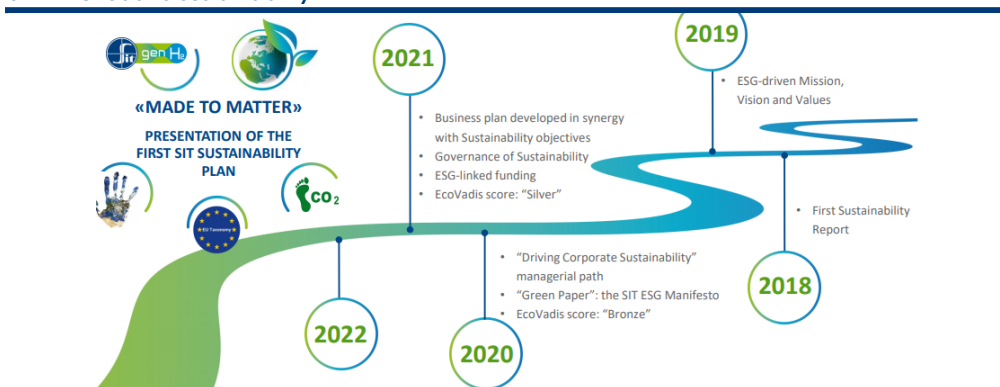 2019
2021
Sit
gen H2
ESG-driven Mission,
Vision and Values
«MADE TO MATTER»
PRESENTATION OF THE
FIRST SIT SUSTAINABILITY
PLAN
• Business plan developed in synergy
with Sustainability objectives
• Governance of Sustainability
• ESG-linked funding
• EcoVadis score: “Silver”
CO2
EU Taxonomy
• First Sustainability
Report
• “Driving Corporate Sustainability”
managerial path
• “Green Paper”: the SIT ESG Manifesto
• EcoVadis score: “Bronze”
2018
2022
2020